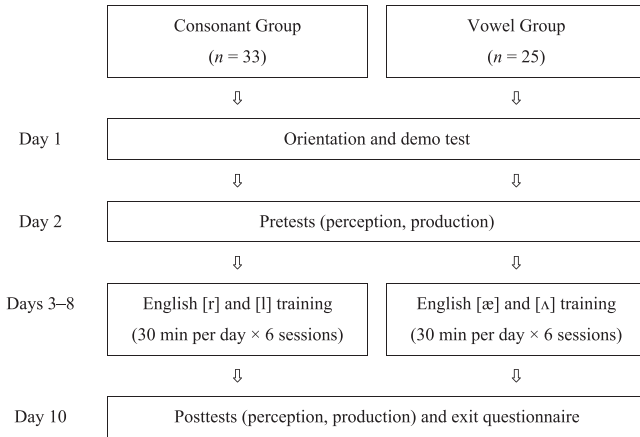 Consonant Group
(n = 33)
Vowel Group
(n = 25)
⇩ ⇩
Day 1
Orientation and demo test
⇩ ⇩
Day 2
Pretests (perception, production)
⇩ ⇩
Days 3–8
English [r] and [l] training
(30 min per day × 6 sessions)
English [æ] and [ʌ] training
(30 min per day × 6 sessions)
⇩ ⇩
Day 10
Posttests (perception, production) and exit questionnaire